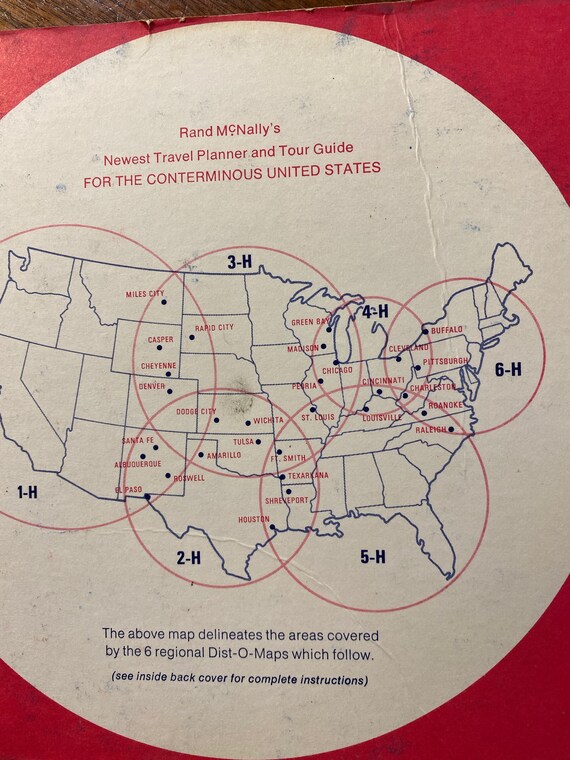 Rand McNally's
Newest Travel Planner and Tour Guide
FOR THE CONTERMINOUS UNITED STATES
3-H
MILES CITY
4-H
GREEN BAY
BUFFALO
RAPID CITY
CASPER
MADISON
CLEVELAND
PITTSBURGH
6-H
CHEYENNE
CHICAGO
DENVER
PEORIA
CINCINNATI
CHARLESTON
DODGE CITY
WICHITA
ST. LOUIS
LOUISVILLE
ROANOKE
RALEIGH
SANTA FE
TULSA
ALBUQUERQUE
AMARILLO
FT. SMITH
ROSWELL
TEXARKANA
EL PASO
SHREVEPORT
1-H
HOUSTON
2-H
5-H
The above map delineates the areas covered
by the 6 regional Dist-O-Maps which follow.
(see inside back cover for complete instructions)